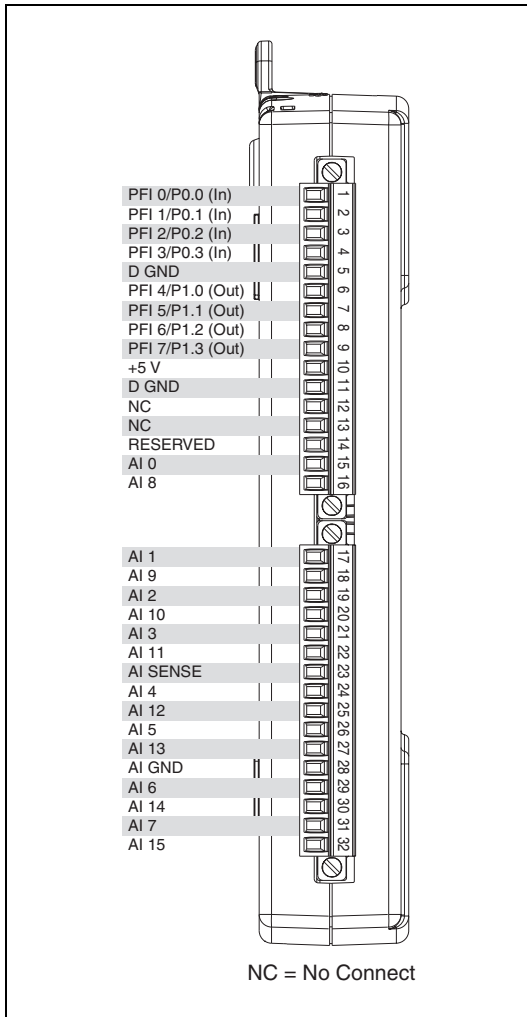 PFI 0/P0.0 (In) 1
PFI 1/P0.1 (In) 2
PFI 2/P0.2 (In) 3
PFI 3/P0.3 (In) 4
D GND 5
PFI 4/P1.0 (Out) 6
PFI 5/P1.1 (Out) 7
PFI 6/P1.2 (Out) 8
PFI 7/P1.3 (Out) 9
+5 V 10
D GND 11
NC 12
NC 13
RESERVED 14
AI 0 15
AI 8 16
AI 1 17
AI 9 18
AI 2 19
AI 10 20
AI 3 21
AI 11 22
AI SENSE 23
AI 4 24
AI 12 25
AI 5 26
AI 13 27
AI GND 28
AI 6 29
AI 14 30
AI 7 31
AI 15 32
NC = No Connect